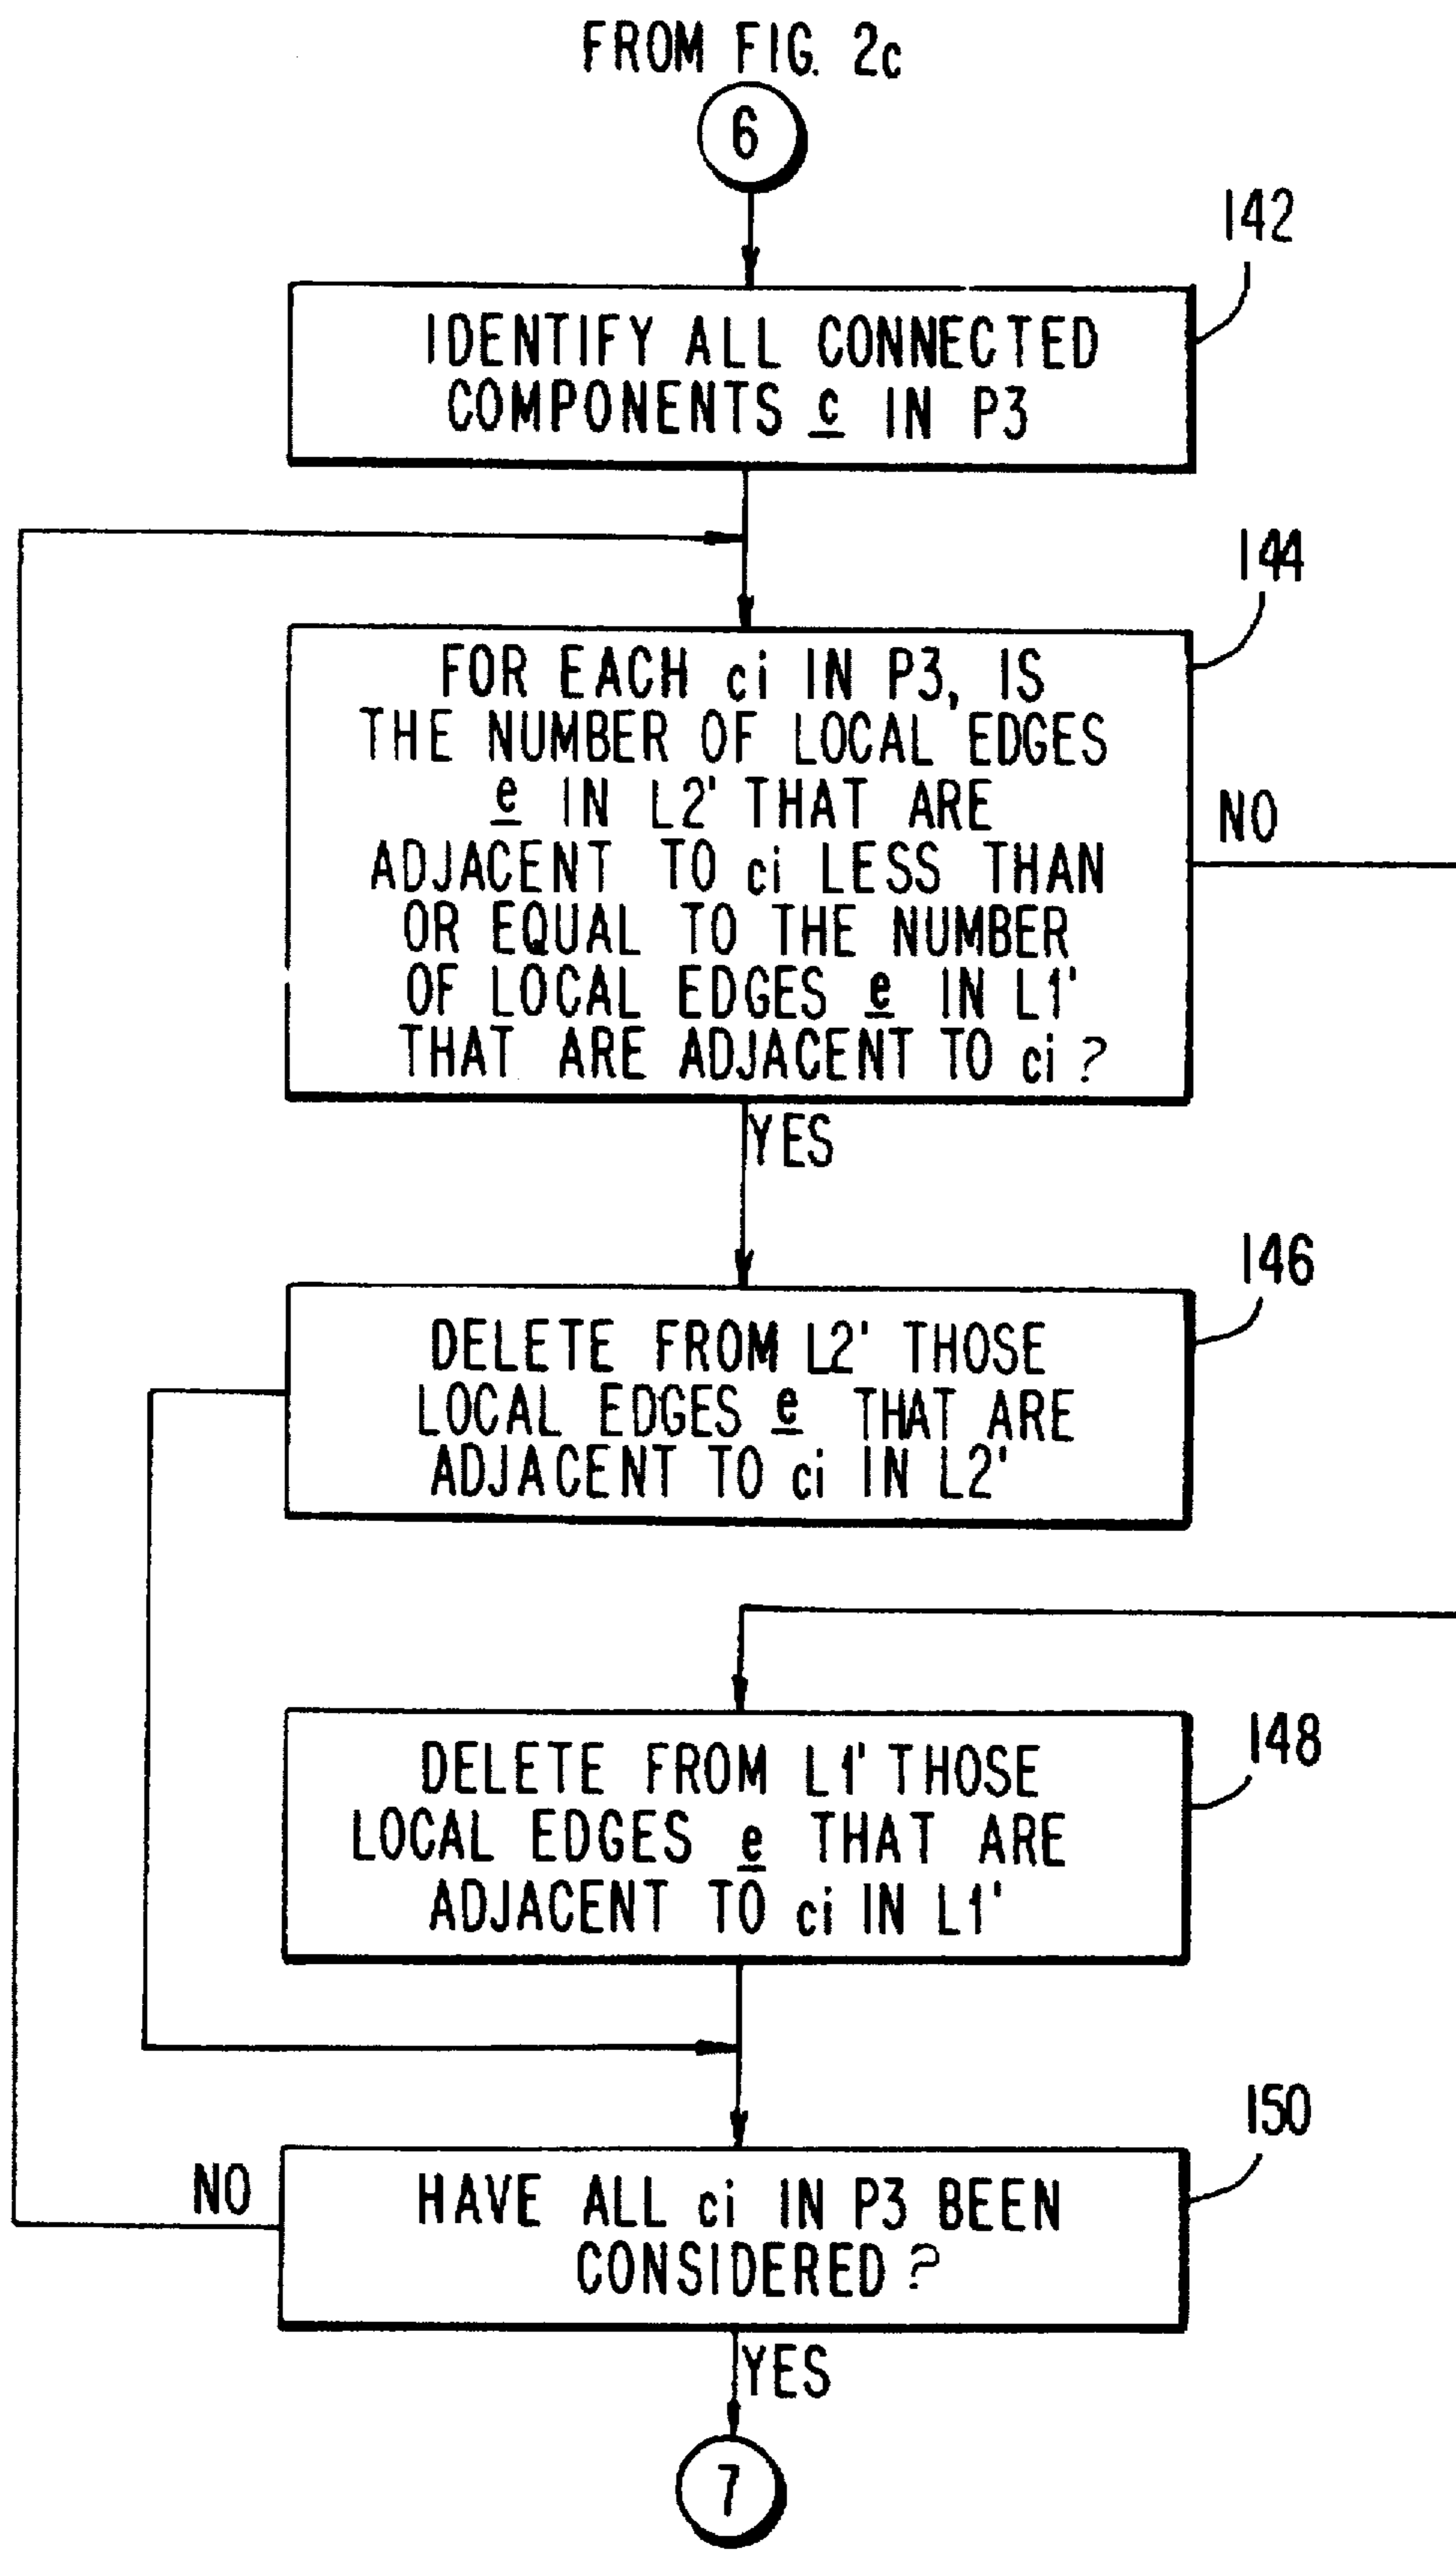 FROM FIG. 2c
6
142
IDENTIFY ALL CONNECTED
COMPONENTS c IN P3
144
FOR EACH ci IN P3, IS
THE NUMBER OF LOCAL EDGES
e IN L2' THAT ARE
ADJACENT TO ci LESS THAN
OR EQUAL TO THE NUMBER
OF LOCAL EDGES e IN L1'
THAT ARE ADJACENT TO ci?
NO
YES
146
DELETE FROM L2' THOSE
LOCAL EDGES e THAT ARE
ADJACENT TO ci IN L2'
148
DELETE FROM L1' THOSE
LOCAL EDGES e THAT ARE
ADJACENT TO ci IN L1'
150
NO
HAVE ALL ci IN P3 BEEN
CONSIDERED?
YES
7